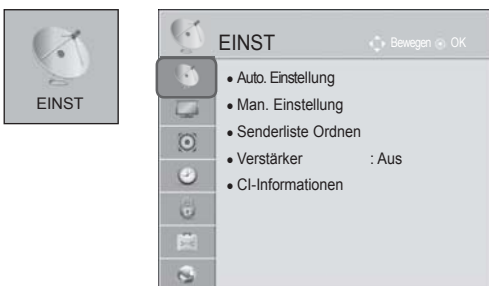 EINST
EINST
Bewegen OK
Auto. Einstellung
Man. Einstellung
Senderliste Ordnen
Verstärker : Aus
CI-Informationen